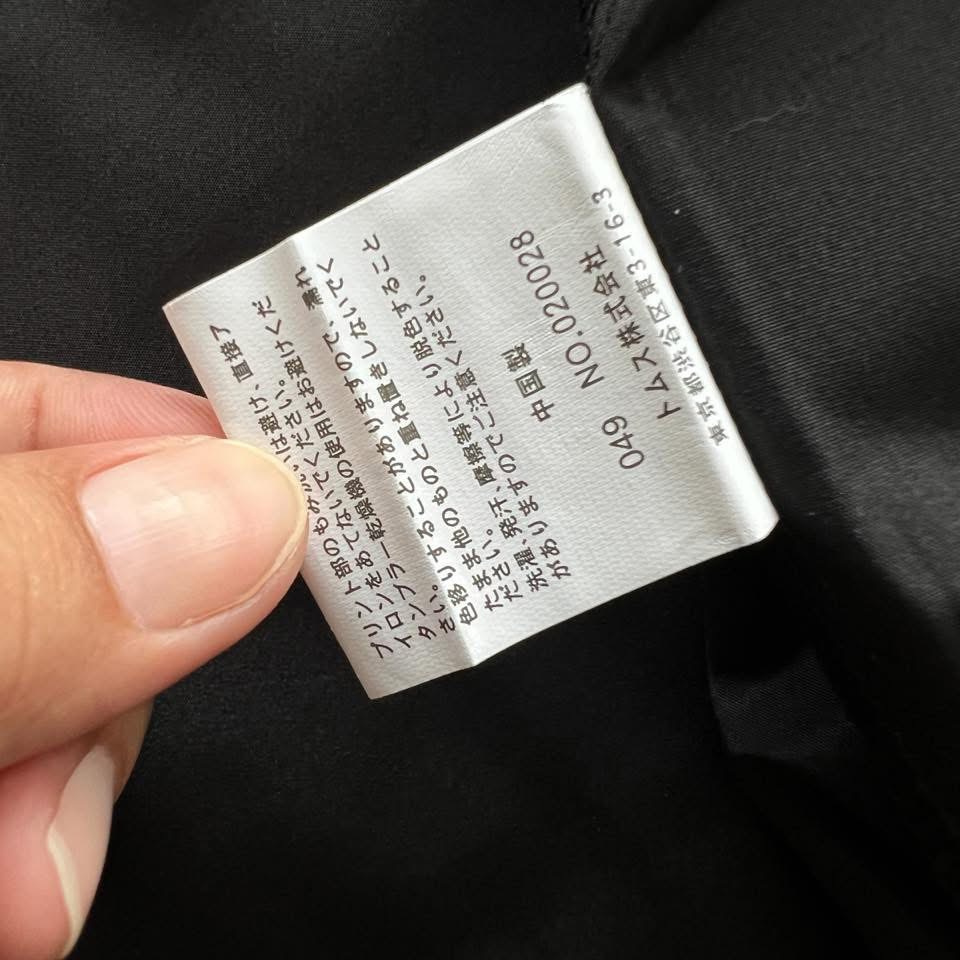 プリント部のもみ洗いは避け、直接ア
イロンをあてないでください。
タンブラー乾燥機の使用はお避けくだ
さい。
色移りすることがありますので、濡れ
たまま他のものと重ね置きしないでく
ださい。
洗濯、発汗、摩擦等により脱色すること
がありますのでご注意ください。
中国製
049 NO.020028
トムス株式会社
東京都渋谷区東3-16-3